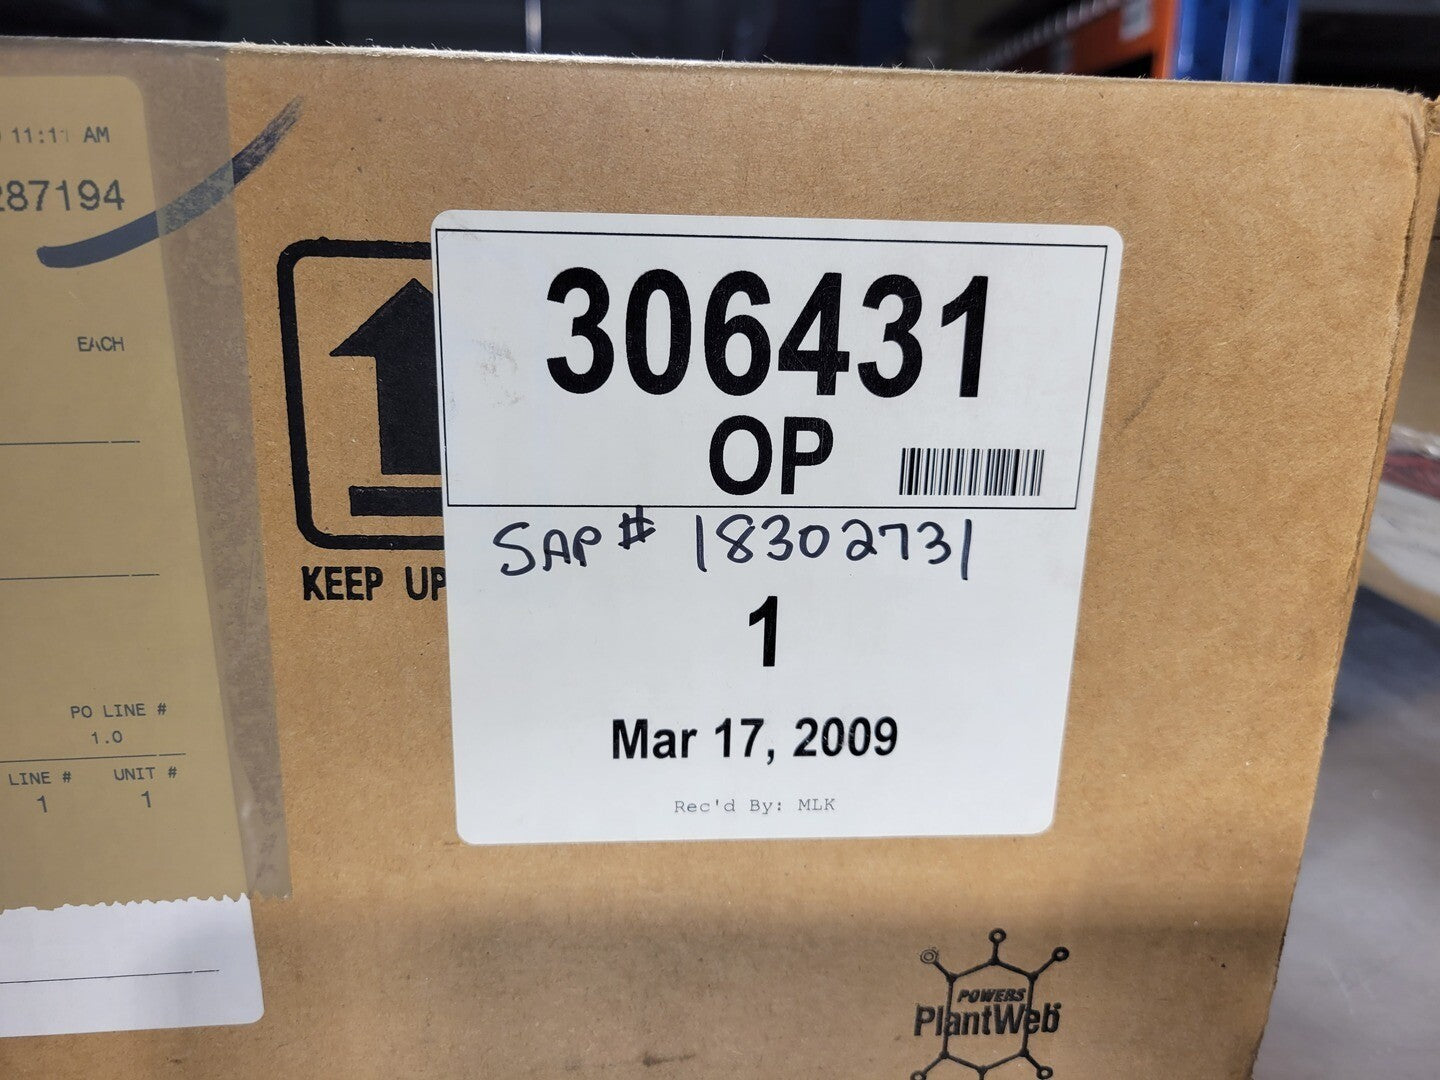 11:11 AM
287194
EACH
PO LINE #
1.0
LINE # UNIT #
1 1
KEEP UP
306431
OP
SAP# 18302731
1
Mar 17, 2009
Rec'd By: MLK
POWERS
PlantWeb